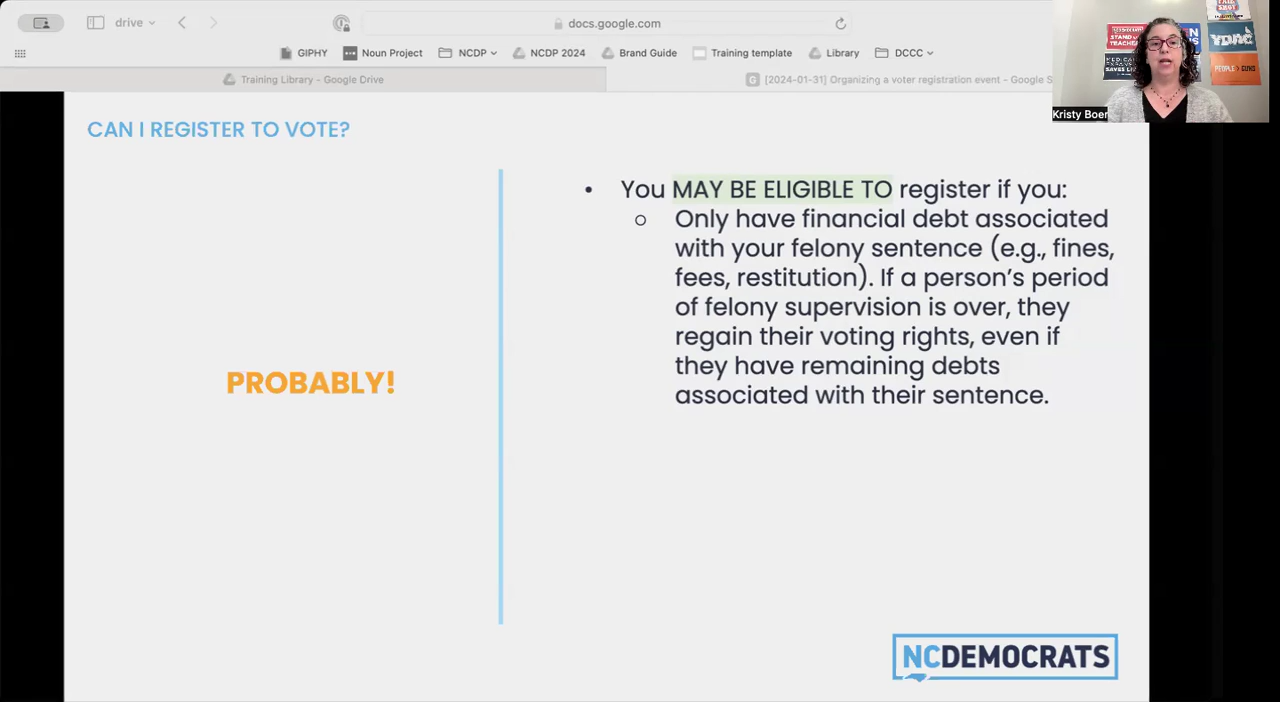 drive
docs.google.com
GIPHY
Noun Project
NCDP
NCDP 2024
Brand Guide
Training template
Library
DCCC
Training Library - Google Drive
[2024-01-31] Organizing a voter registration event - Google S
Kristy Boer
CAN I REGISTER TO VOTE?
PROBABLY!
• You MAY BE ELIGIBLE TO register if you:
○ Only have financial debt associated
with your felony sentence (e.g., fines,
fees, restitution). If a person's period
of felony supervision is over, they
regain their voting rights, even if
they have remaining debts
associated with their sentence.
NCDEMOCRATS